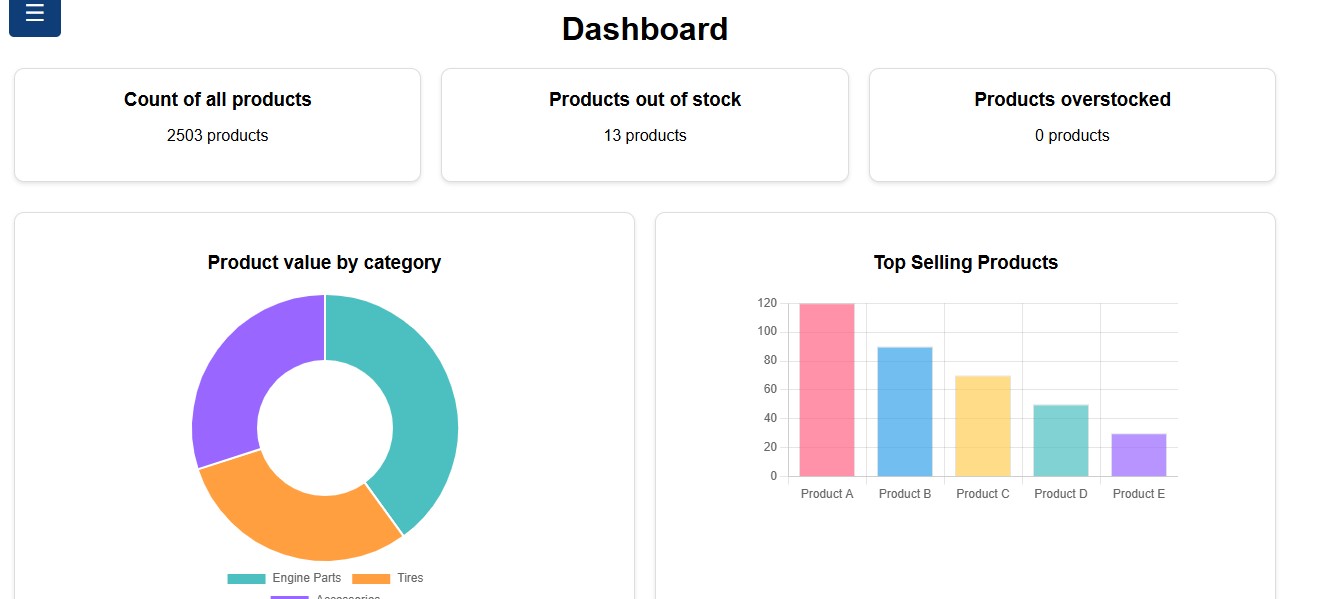 Dashboard
Count of all products
2503 products
Products out of stock
13 products
Products overstocked
0 products
Product value by category
Engine Parts
Tires
Accessories
Top Selling Products
120
100
80
60
40
20
0
Product A
Product B
Product C
Product D
Product E